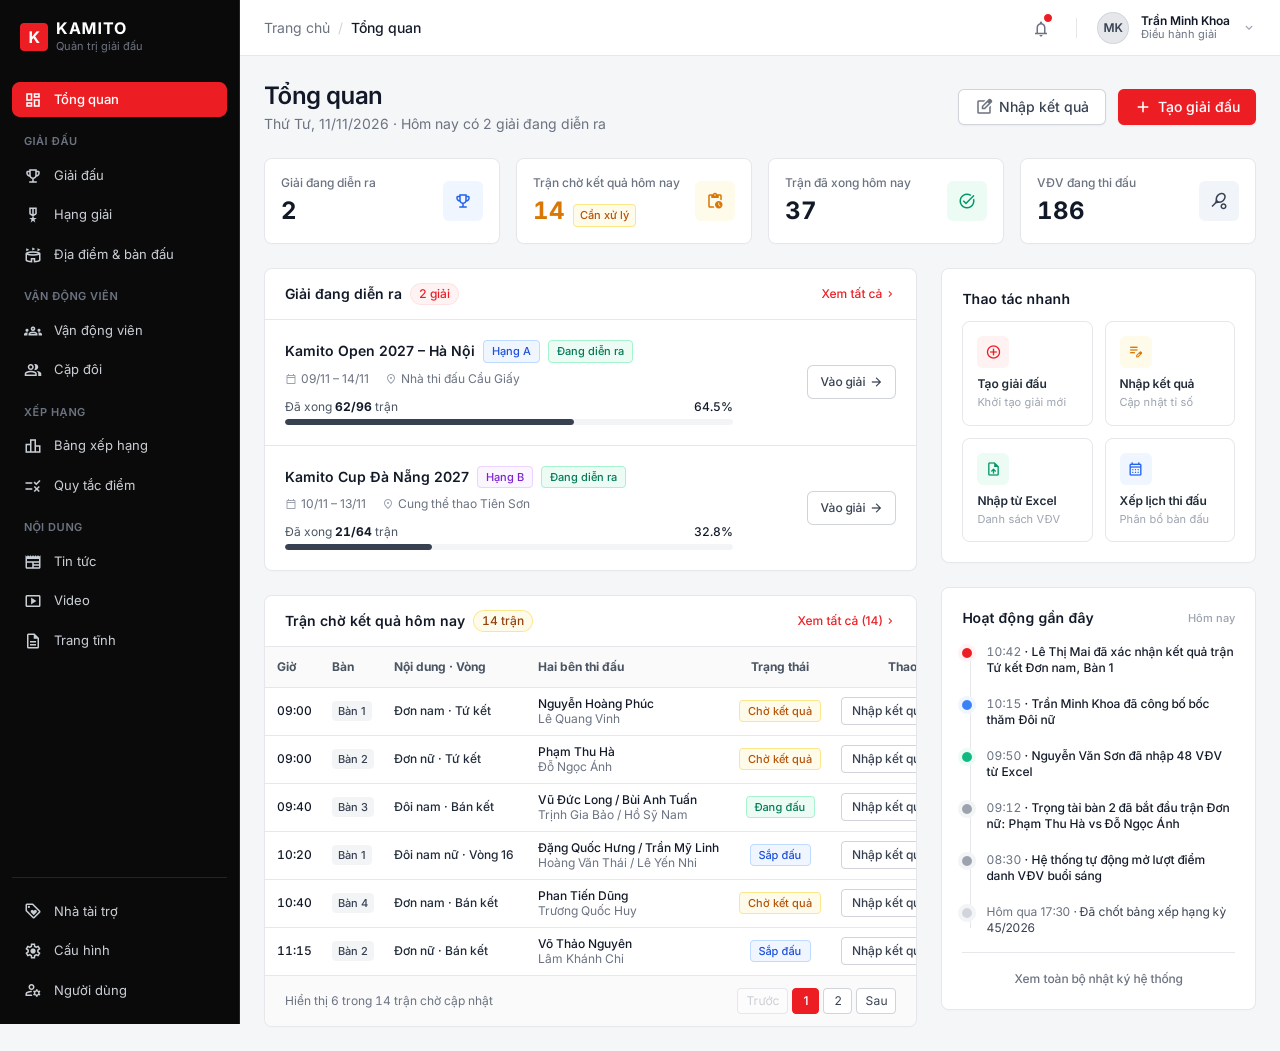 K KAMITO
Quản trị giải đấu
Tổng quan
GIẢI ĐẤU
Giải đấu
Hạng giải
Địa điểm & bàn đấu
VẬN ĐỘNG VIÊN
Vận động viên
Cặp đôi
XẾP HẠNG
Bảng xếp hạng
Quy tắc điểm
NỘI DUNG
Tin tức
Video
Trang tĩnh
Nhà tài trợ
Cấu hình
Người dùng
Trang chủ / Tổng quan
MK
Trần Minh Khoa
Điều hành giải
Tổng quan
Thứ Tư, 11/11/2026 · Hôm nay có 2 giải đang diễn ra
Nhập kết quả
Tạo giải đấu
Giải đang diễn ra
2
Trận chờ kết quả hôm nay
14 Cần xử lý
Trận đã xong hôm nay
37
VĐV đang thi đấu
186
Giải đang diễn ra 2 giải
Xem tất cả ›
Kamito Open 2027 – Hà Nội Hạng A Đang diễn ra
09/11 – 14/11 Nhà thi đấu Cầu Giấy
Đã xong 62/96 trận 64.5%
Vào giải →
Kamito Cup Đà Nẵng 2027 Hạng B Đang diễn ra
10/11 – 13/11 Cung thể thao Tiên Sơn
Đã xong 21/64 trận 32.8%
Vào giải →
Trận chờ kết quả hôm nay 14 trận
Xem tất cả (14) ›
Giờ Bàn Nội dung · Vòng Hai bên thi đấu Trạng thái Thao
09:00 Bàn 1 Đơn nam · Tứ kết Nguyễn Hoàng Phúc Chờ kết quả Nhập kết qu
Lê Quang Vinh
09:00 Bàn 2 Đơn nữ · Tứ kết Phạm Thu Hà Chờ kết quả Nhập kết qu
Đỗ Ngọc Ánh
09:40 Bàn 3 Đôi nam · Bán kết Vũ Đức Long / Bùi Anh Tuấn Đang đấu Nhập kết qu
Trịnh Gia Bảo / Hồ Sỹ Nam
10:20 Bàn 1 Đôi nam nữ · Vòng 16 Đặng Quốc Hưng / Trần Mỹ Linh Sắp đấu Nhập kết qu
Hoàng Văn Thái / Lê Yến Nhi
10:40 Bàn 4 Đơn nam · Bán kết Phan Tiến Dũng Chờ kết quả Nhập kết qu
Trương Quốc Huy
11:15 Bàn 2 Đơn nữ · Bán kết Võ Thảo Nguyên Sắp đấu Nhập kết qu
Lâm Khánh Chi
Hiển thị 6 trong 14 trận chờ cập nhật
Trước 1 2 Sau
Thao tác nhanh
Tạo giải đấu
Khởi tạo giải mới
Nhập kết quả
Cập nhật tỉ số
Nhập từ Excel
Danh sách VĐV
Xếp lịch thi đấu
Phân bổ bàn đấu
Hoạt động gần đây Hôm nay
10:42 · Lê Thị Mai đã xác nhận kết quả trận
Tứ kết Đơn nam, Bàn 1
10:15 · Trần Minh Khoa đã công bố bốc
thăm Đôi nữ
09:50 · Nguyễn Văn Sơn đã nhập 48 VĐV
từ Excel
09:12 · Trọng tài bàn 2 đã bắt đầu trận Đơn
nữ: Phạm Thu Hà vs Đỗ Ngọc Ánh
08:30 · Hệ thống tự động mở lượt điểm
danh VĐV buổi sáng
Hôm qua 17:30 · Đã chốt bảng xếp hạng kỳ
45/2026
Xem toàn bộ nhật ký hệ thống